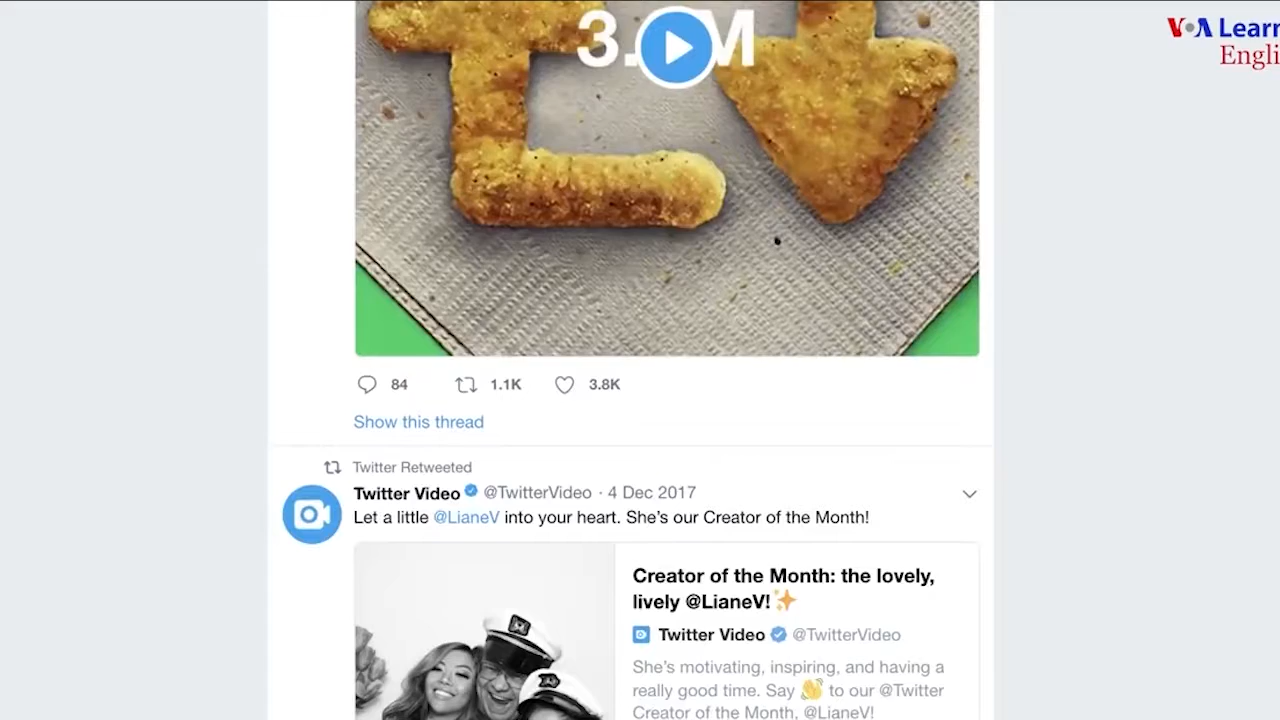 VOA Learn
Engli
3. M
84 1.1K 3.8K
Show this thread
Twitter Retweeted
Twitter Video @TwitterVideo · 4 Dec 2017
Let a little @LianeV into your heart. She's our Creator of the Month!
Creator of the Month: the lovely,
lively @LianeV!✨
Twitter Video @TwitterVideo
She's motivating, inspiring, and having a
really good time. Say 👋 to our @Twitter
Creator of the Month, @LianeV!